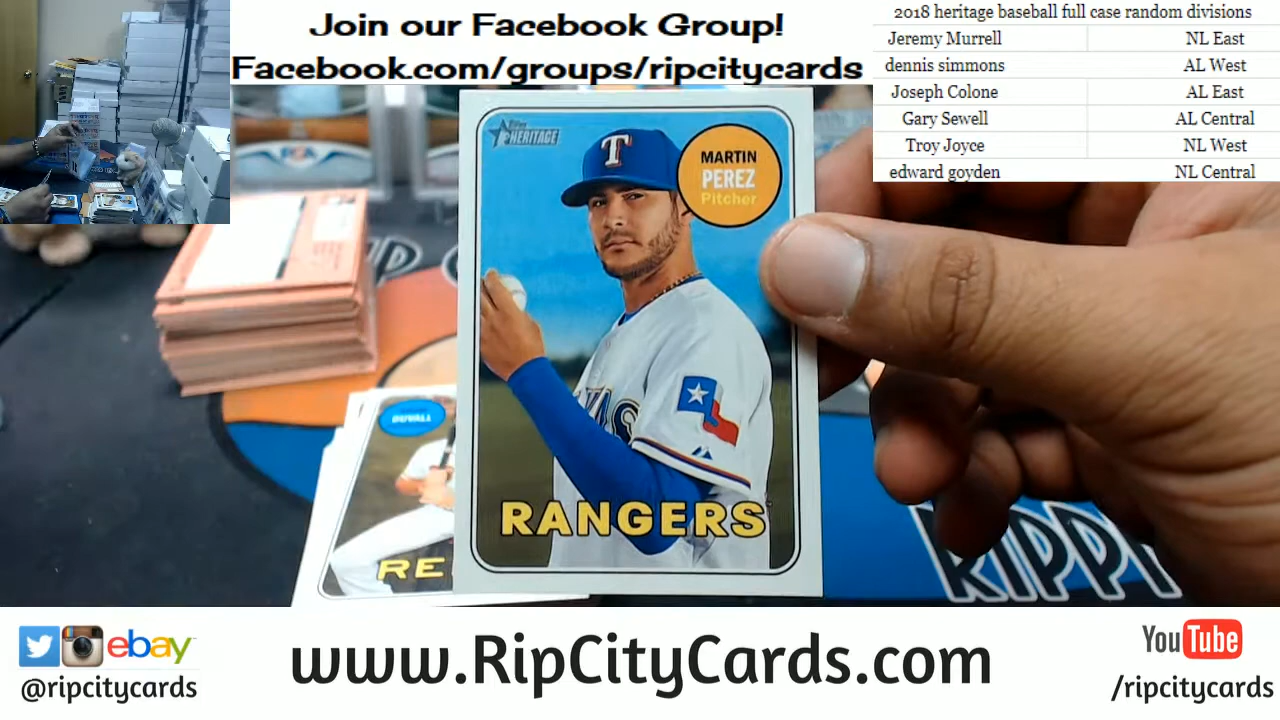 Join our Facebook Group!
Facebook.com/groups/ripcitycards
2018 heritage baseball full case random divisions
Jeremy Murrell NL East
dennis simmons AL West
Joseph Colone AL East
Gary Sewell AL Central
Troy Joyce NL West
edward goyden NL Central
Topps
HERITAGE
T
MARTIN
PEREZ
Pitcher
RANGERS
DUVALL
RE
RIPPI
ebay
@ripcitycards
www.RipCityCards.com
YouTube
/ripcitycards